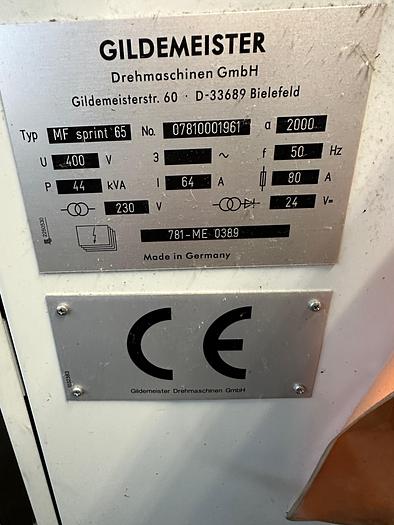 GILDEMEISTER
Drehmaschinen GmbH
Gildemeisterstr. 60 · D-33689 Bielefeld
Typ MF sprint 65 No. 07810001961 a 2000
U 400 V 3 ~ f 50 Hz
P 44 kVA I 64 A 80 A
230 V 24 V=
781-ME 0389
Made in Germany
CE
Gildemeister Drehmaschinen GmbH